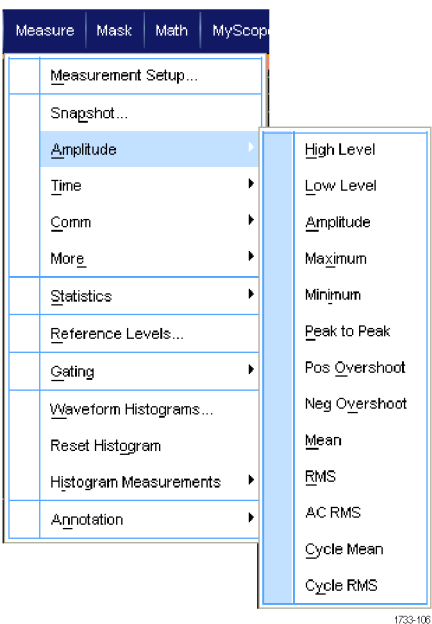 Measure Mask Math MyScop
Measurement Setup...
Snapshot...
Amplitude
Time
Comm
More
Statistics
Reference Levels...
Gating
Waveform Histograms...
Reset Histogram
Histogram Measurements
Annotation
High Level
Low Level
Amplitude
Maximum
Minimum
Peak to Peak
Pos Overshoot
Neg Overshoot
Mean
RMS
AC RMS
Cycle Mean
Cycle RMS
1733-106